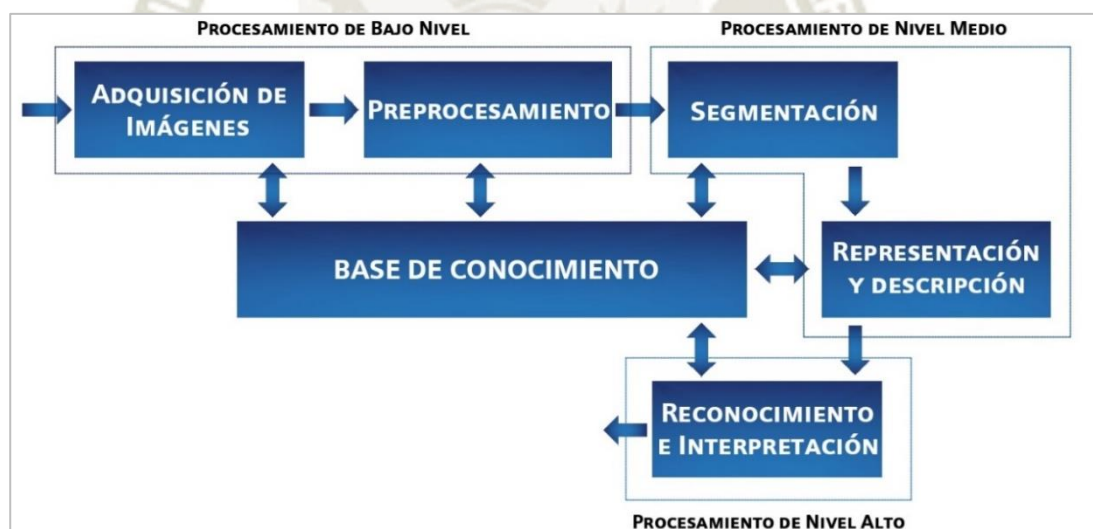 PROCESAMIENTO DE BAJO NIVEL
PROCESAMIENTO DE NIVEL MEDIO
ADQUISICIÓN DE
IMÁGENES
PREPROCESAMIENTO
SEGMENTACIÓN
BASE DE CONOCIMIENTO
REPRESENTACIÓN
Y DESCRIPCIÓN
RECONOCIMIENTO
E INTERPRETACIÓN
PROCESAMIENTO DE NIVEL ALTO